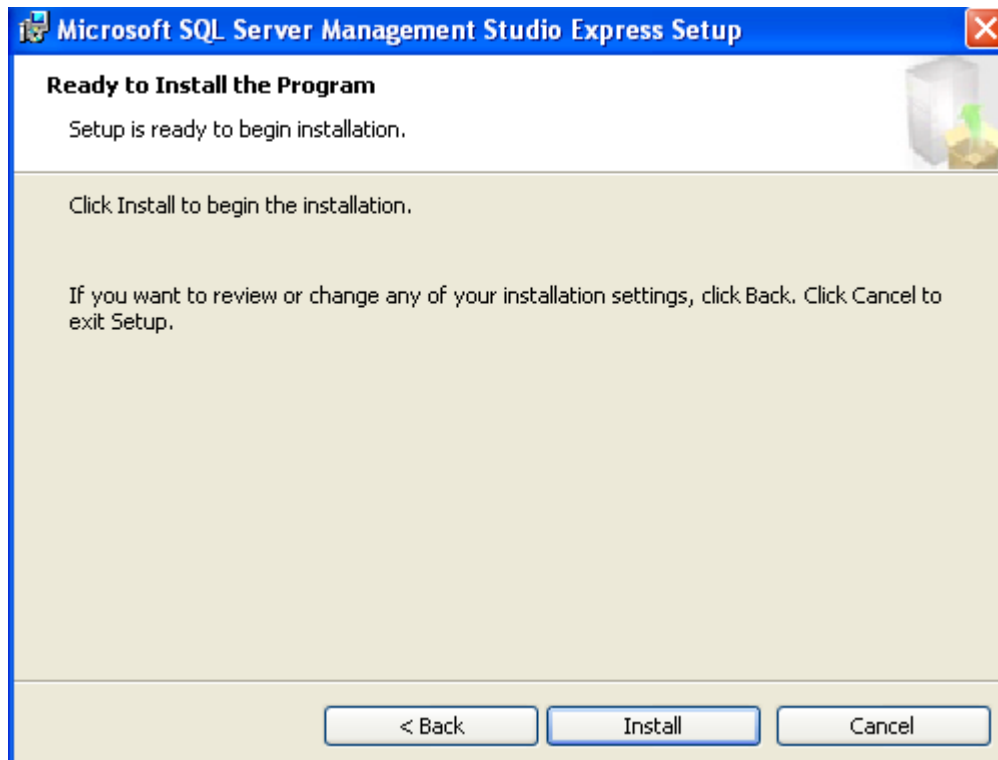 Microsoft SQL Server Management Studio Express Setup
Ready to Install the Program
Setup is ready to begin installation.
Click Install to begin the installation.
If you want to review or change any of your installation settings, click Back. Click Cancel to
exit Setup.
< Back Install Cancel